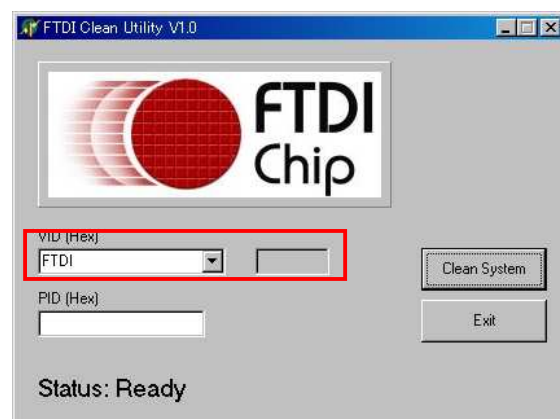 FTDI Clean Utility V1.0
FTDI
Chip
VID (Hex)
FTDI
Clean System
PID (Hex)
Exit
Status: Ready